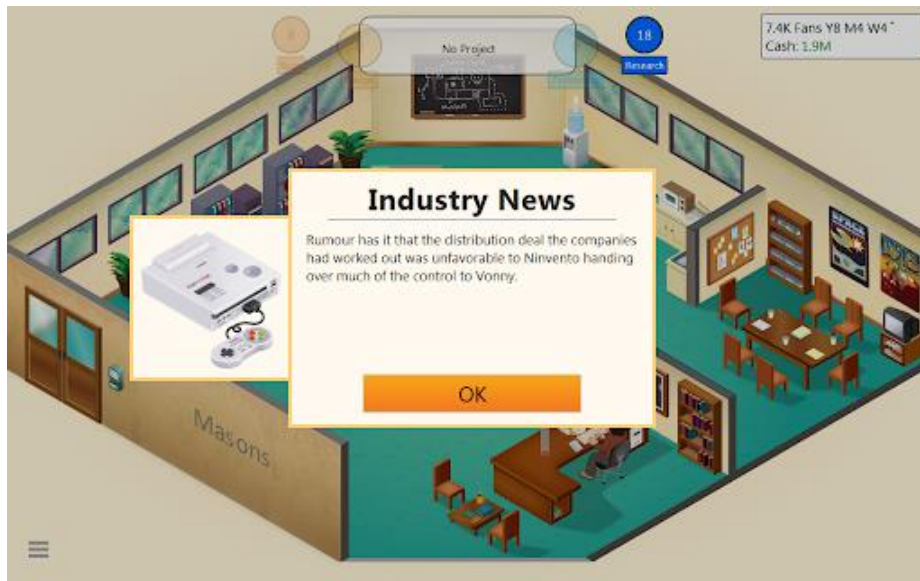 No Project
18
Research
7.4K Fans Y8 M4 W4
Cash: 1.9M
Industry News
Rumour has it that the distribution deal the companies
had worked out was unfavorable to Ninvento handing
over much of the control to Vonny.
OK
Masons
SPACE